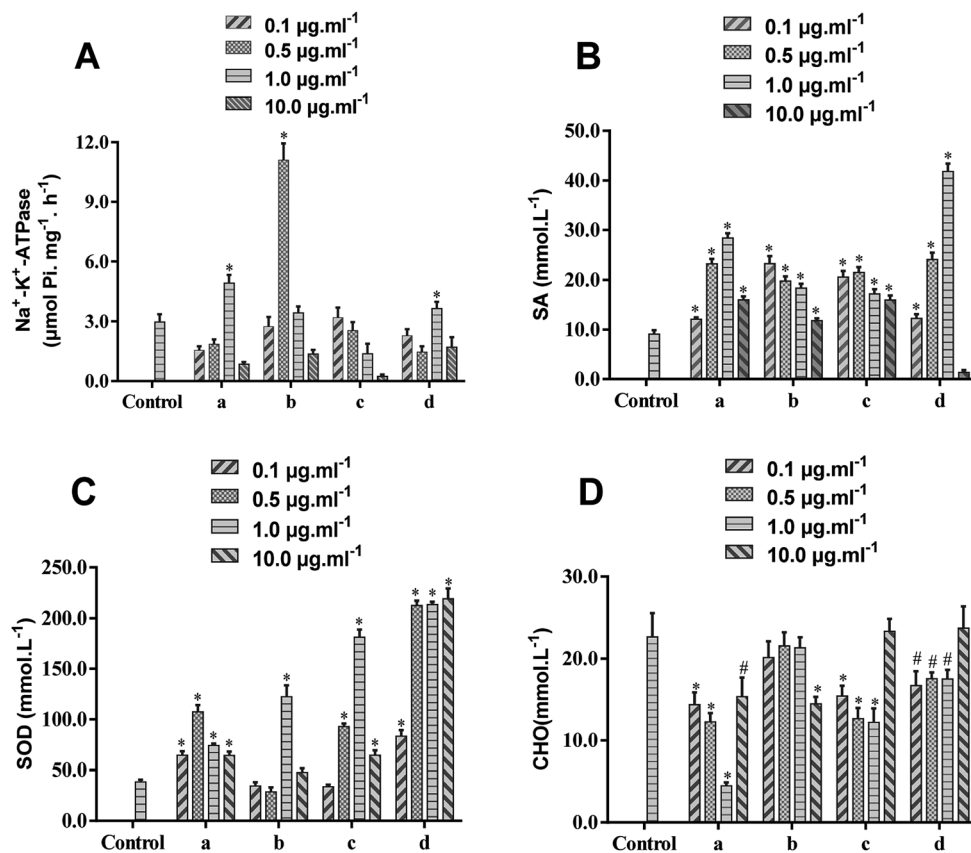 A
0.1 µg.ml⁻¹
0.5 µg.ml⁻¹
1.0 µg.ml⁻¹
10.0 µg.ml⁻¹
Na⁺-K⁺-ATPase
(µmol Pi. mg⁻¹. h⁻¹)
12.0
9.0
6.0
3.0
0.0
* * *
Control a b c d
B
0.1 µg.ml⁻¹
0.5 µg.ml⁻¹
1.0 µg.ml⁻¹
10.0 µg.ml⁻¹
SA (mmol.L⁻¹)
50.0
40.0
30.0
20.0
10.0
0.0
* * * * * * * * * * * * * * *
Control a b c d
C
0.1 µg.ml⁻¹
0.5 µg.ml⁻¹
1.0 µg.ml⁻¹
10.0 µg.ml⁻¹
SOD (mmol.L⁻¹)
250.0
200.0
150.0
100.0
50.0
0.0
* * * * * * * * * * * *
Control a b c d
D
0.1 µg.ml⁻¹
0.5 µg.ml⁻¹
1.0 µg.ml⁻¹
10.0 µg.ml⁻¹
CHO(mmol.L⁻¹)
30.0
20.0
10.0
0.0
* * * # * * * * # # #
Control a b c d